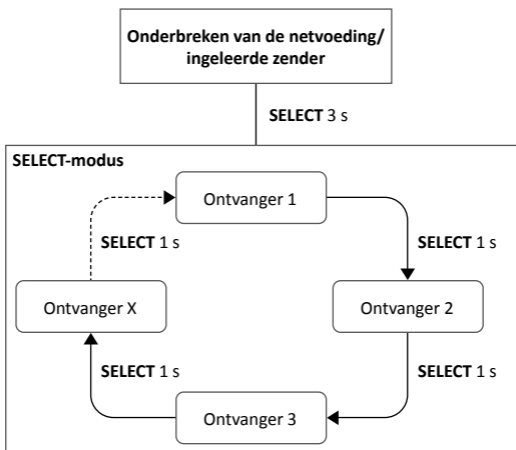 Onderbreken van de netvoeding/
ingeleerde zender
SELECT 3 s
SELECT-modus
Ontvanger 1
SELECT 1 s
SELECT 1 s
Ontvanger X
Ontvanger 2
SELECT 1 s
SELECT 1 s
Ontvanger 3